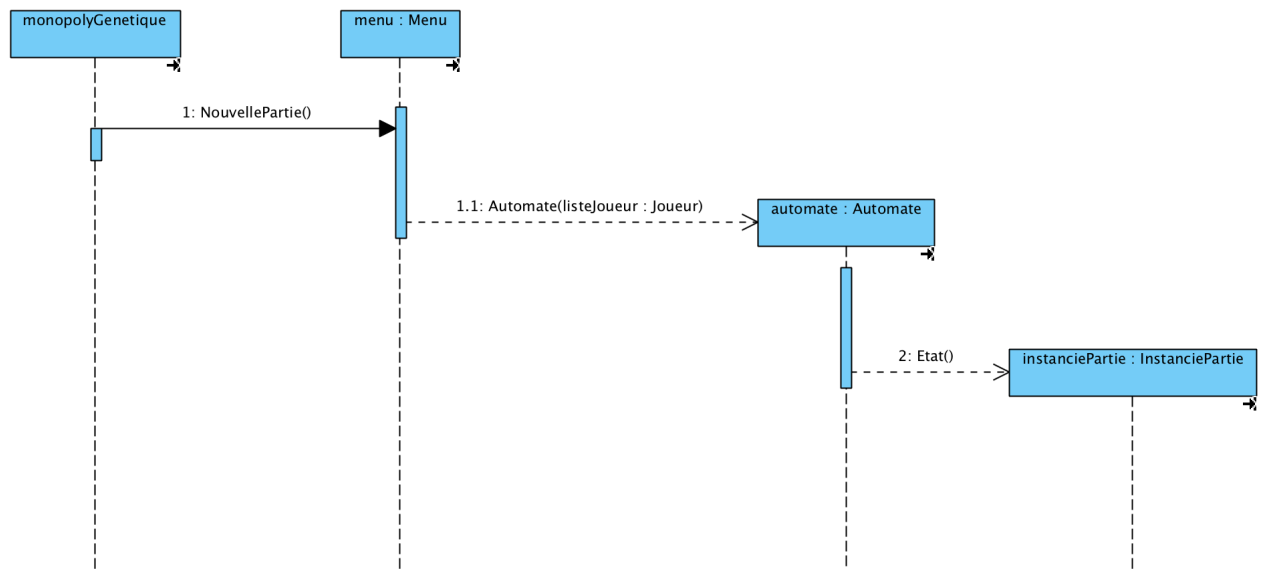 monopolyGenetique
menu : Menu
1: NouvellePartie()
1.1: Automate(listeJoueur : Joueur)
automate : Automate
2: Etat()
instanciePartie : InstanciePartie